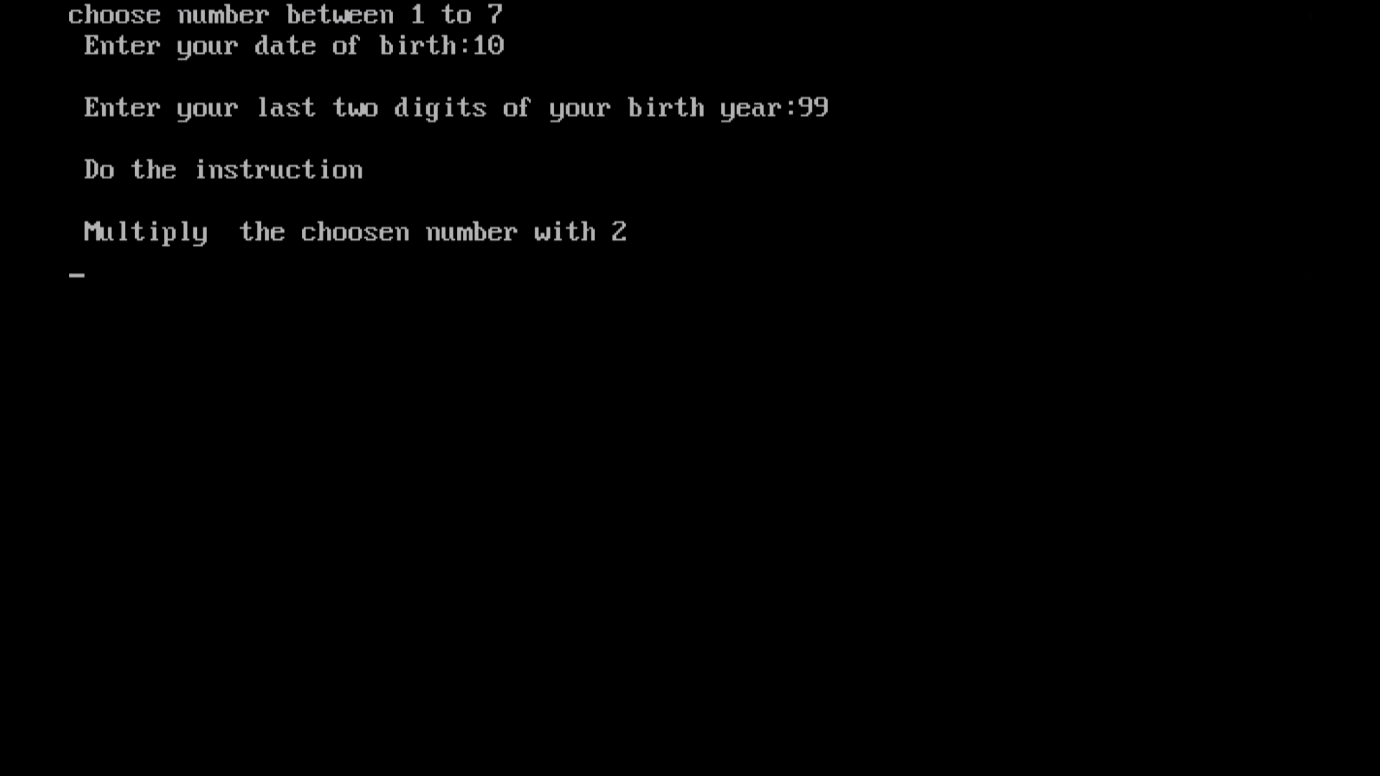 choose number between 1 to 7
Enter your date of birth:10
Enter your last two digits of your birth year:99
Do the instruction
Multiply  the choosen number with 2